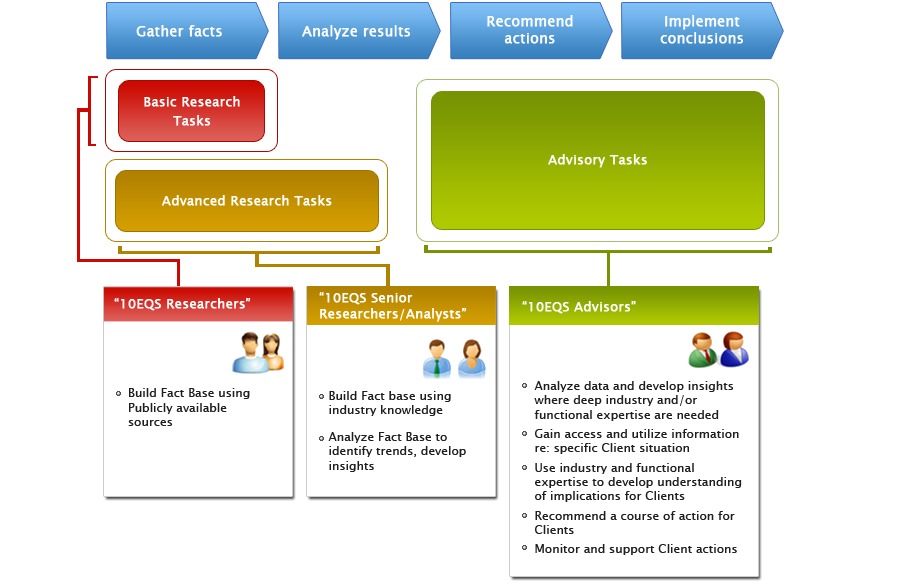 Gather facts
Analyze results
Recommend
actions
Implement
conclusions
Basic Research
Tasks
Advanced Research Tasks
Advisory Tasks
“10EQS Researchers”
Build Fact Base using
Publicly available
sources
“10EQS Senior
Researchers/Analysts”
Build Fact base using
industry knowledge
Analyze Fact Base to
identify trends, develop
insights
“10EQS Advisors”
Analyze data and develop insights
where deep industry and/or
functional expertise are needed
Gain access and utilize information
re: specific Client situation
Use industry and functional
expertise to develop understanding
of implications for Clients
Recommend a course of action for
Clients
Monitor and support Client actions